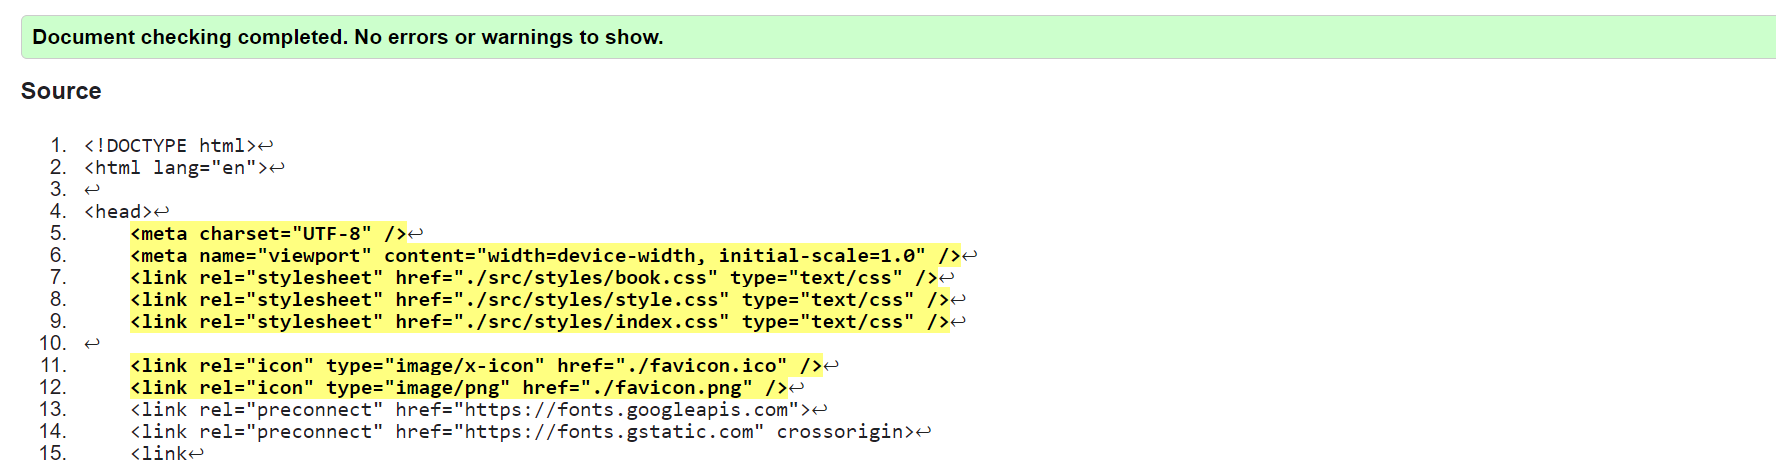 Document checking completed. No errors or warnings to show.
Source
1. <!DOCTYPE html>↩
2. <html lang="en">↩
3. ↩
4. <head>↩
5.     <meta charset="UTF-8" />↩
6.     <meta name="viewport" content="width=device-width, initial-scale=1.0" />↩
7.     <link rel="stylesheet" href="./src/styles/book.css" type="text/css" />↩
8.     <link rel="stylesheet" href="./src/styles/style.css" type="text/css" />↩
9.     <link rel="stylesheet" href="./src/styles/index.css" type="text/css" />↩
10. ↩
11.     <link rel="icon" type="image/x-icon" href="./favicon.ico" />↩
12.     <link rel="icon" type="image/png" href="./favicon.png" />↩
13.     <link rel="preconnect" href="https://fonts.googleapis.com">↩
14.     <link rel="preconnect" href="https://fonts.gstatic.com" crossorigin>↩
15.     <link↩